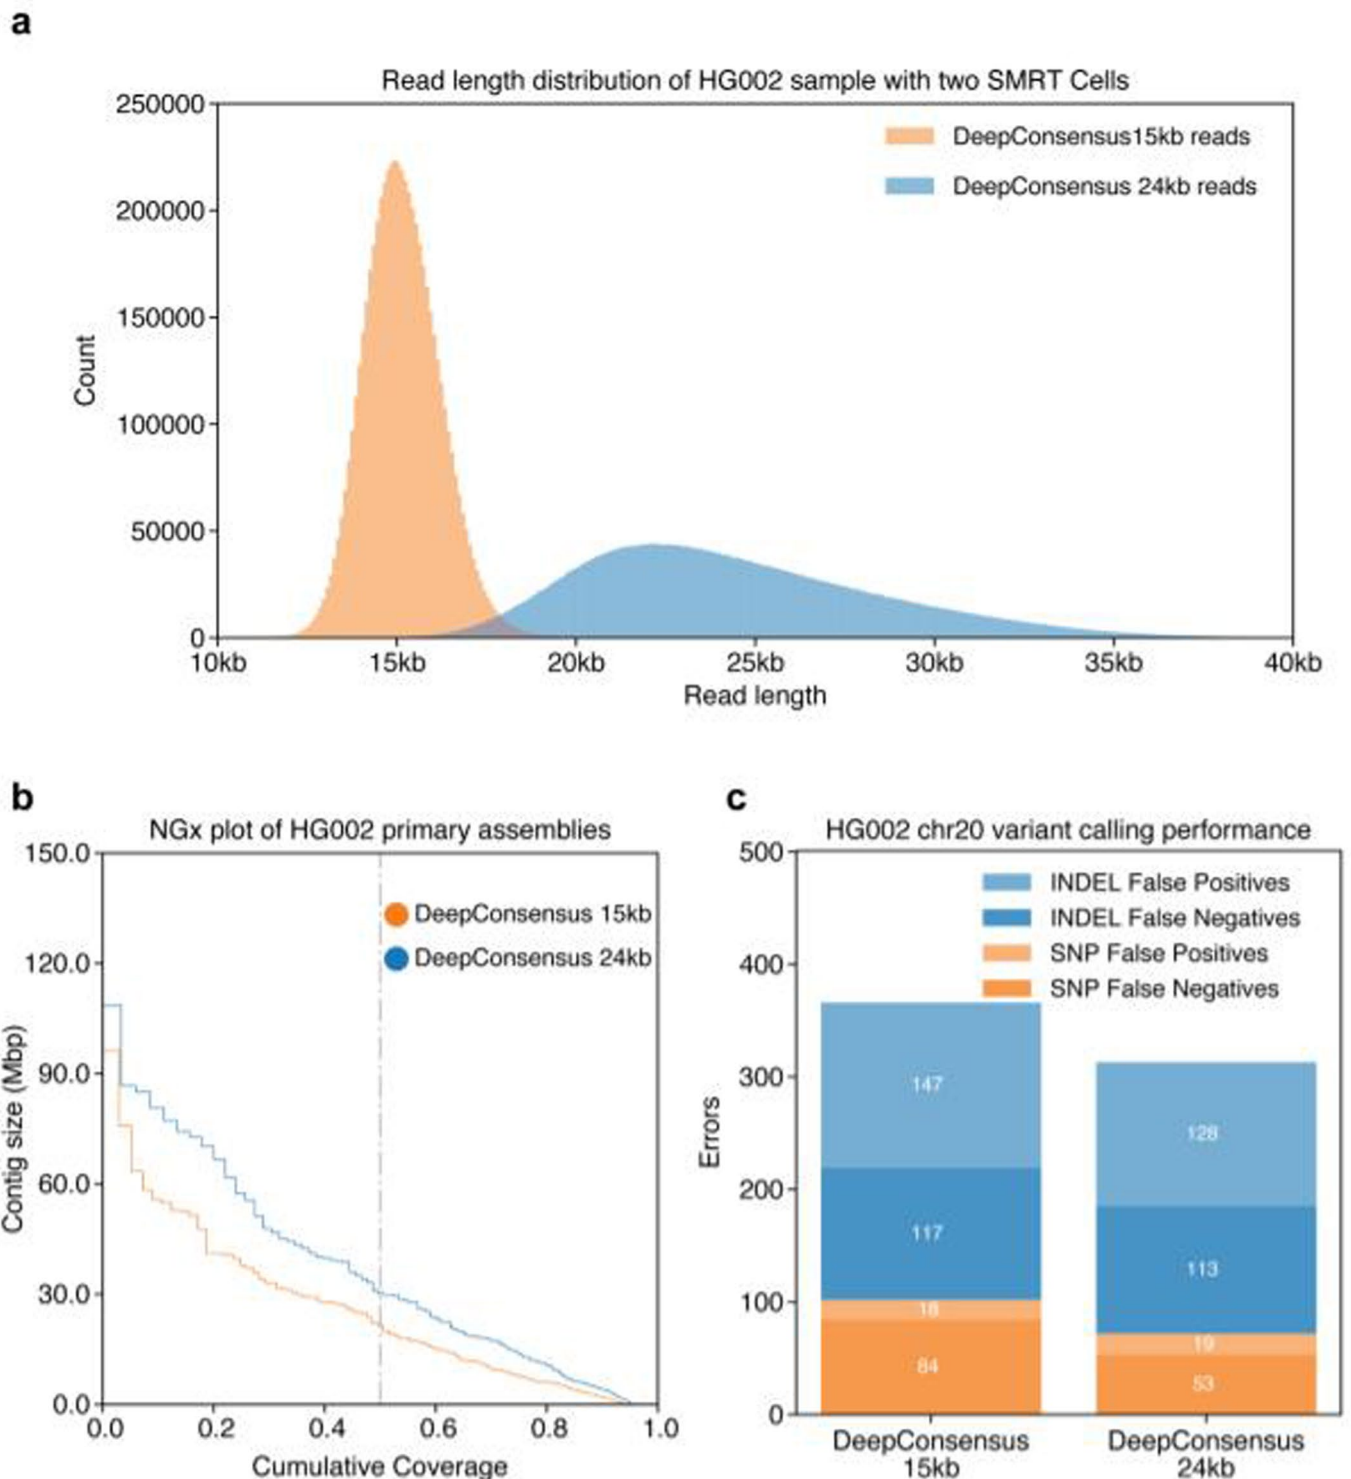 a
Read length distribution of HG002 sample with two SMRT Cells
250000
200000
150000
100000
50000
0
Count
DeepConsensus15kb reads
DeepConsensus 24kb reads
10kb 15kb 20kb 25kb 30kb 35kb 40kb
Read length
b
NGx plot of HG002 primary assemblies
150.0
120.0
90.0
60.0
30.0
0.0
Contig size (Mbp)
DeepConsensus 15kb
DeepConsensus 24kb
0.0 0.2 0.4 0.6 0.8 1.0
Cumulative Coverage
c
HG002 chr20 variant calling performance
500
400
300
200
100
0
Errors
INDEL False Positives
INDEL False Negatives
SNP False Positives
SNP False Negatives
147
117
18
84
128
113
19
53
DeepConsensus
15kb
DeepConsensus
24kb